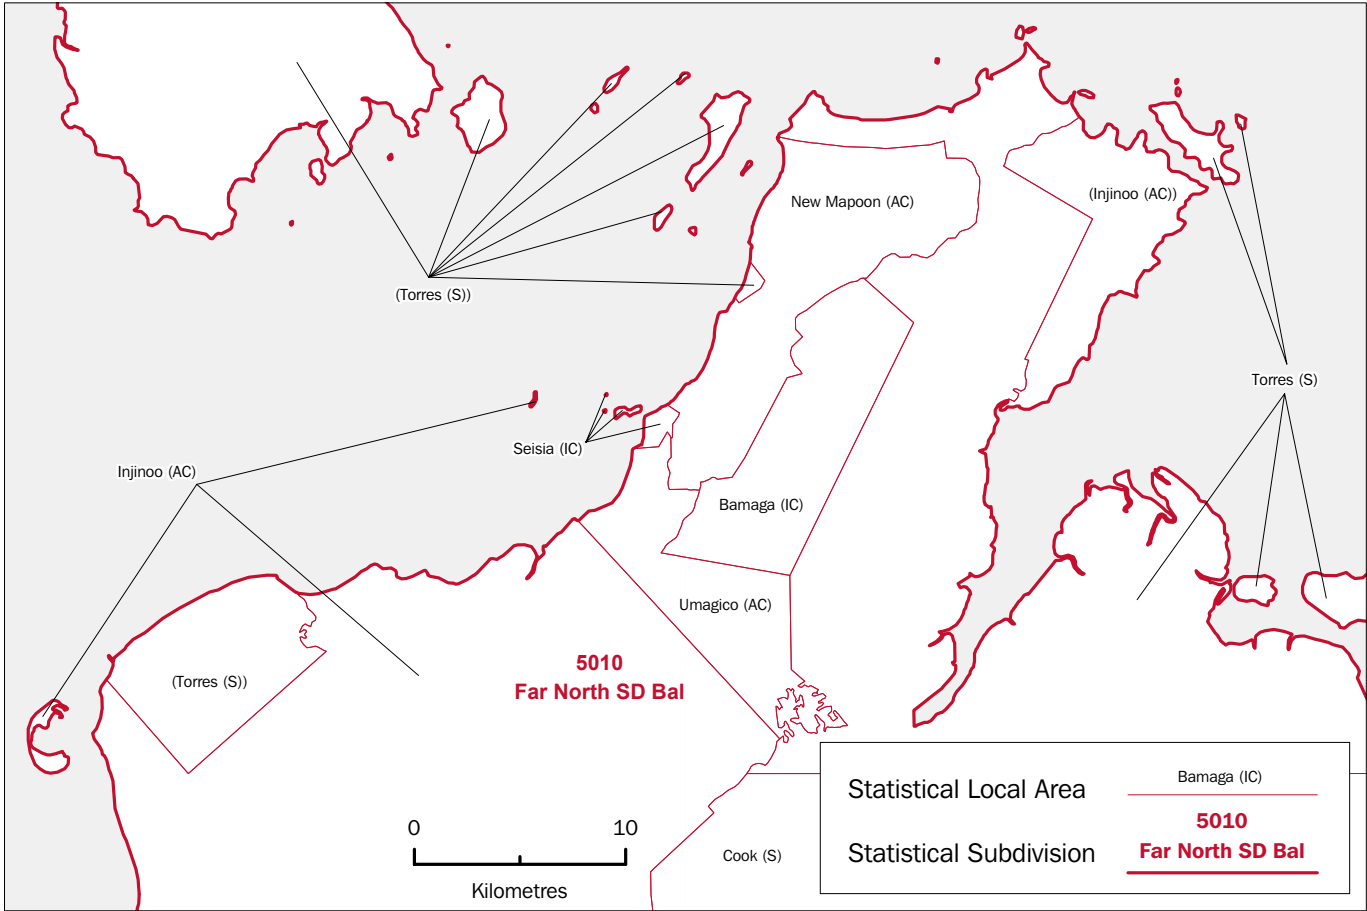 New Mapoon (AC)
(Injinoo (AC))
(Torres (S))
Torres (S)
Seisia (IC)
Injinoo (AC)
Bamaga (IC)
Umagico (AC)
(Torres (S))
5010
Far North SD Bal
Cook (S)
0 10
Kilometres
Statistical Local Area
Bamaga (IC)
Statistical Subdivision
5010
Far North SD Bal